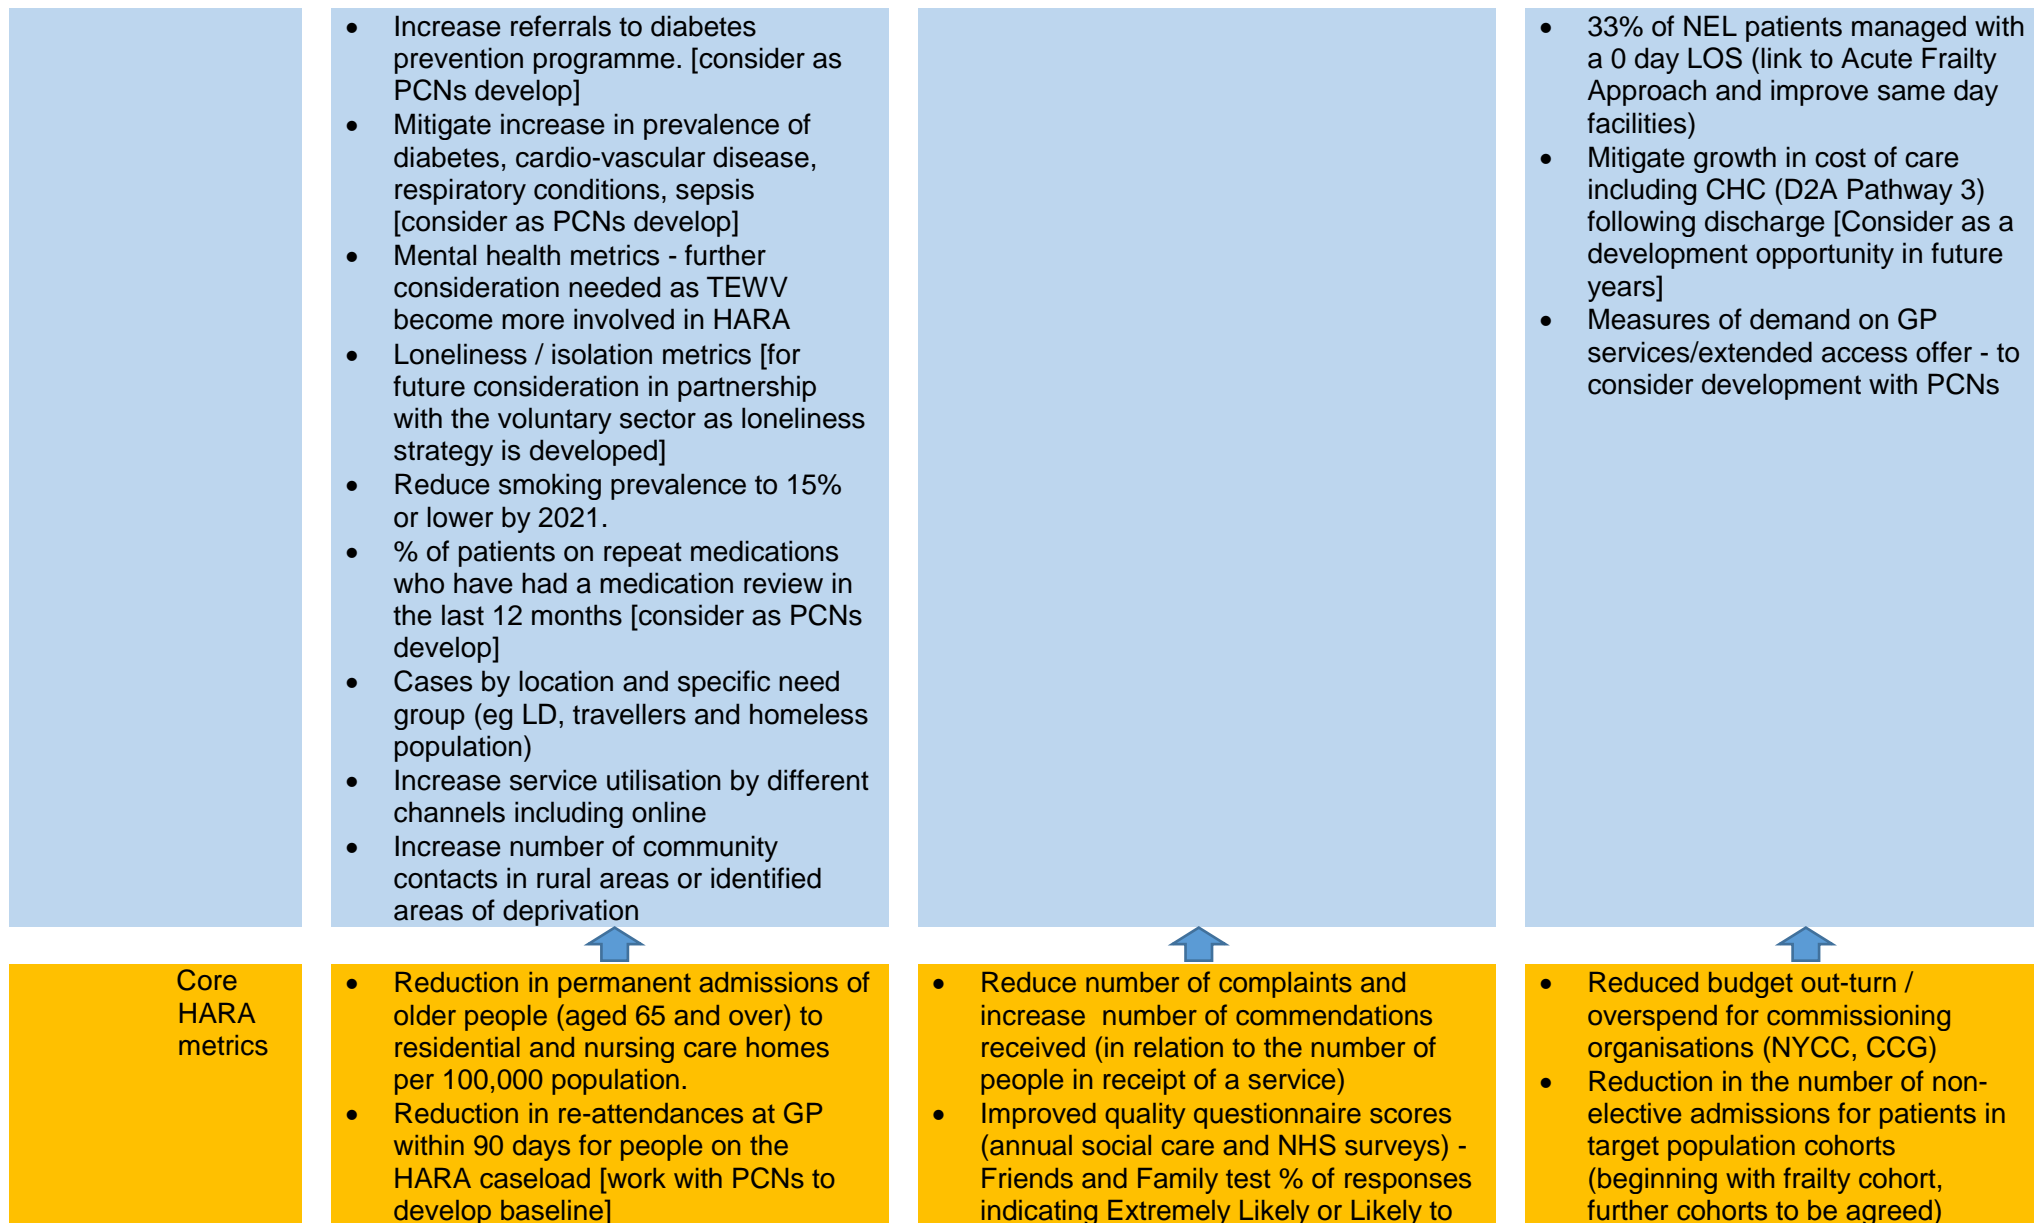 • Increase referrals to diabetes
prevention programme. [consider as
PCNs develop]
• Mitigate increase in prevalence of
diabetes, cardio-vascular disease,
respiratory conditions, sepsis
[consider as PCNs develop]
• Mental health metrics - further
consideration needed as TEWV
become more involved in HARA
• Loneliness / isolation metrics [for
future consideration in partnership
with the voluntary sector as loneliness
strategy is developed]
• Reduce smoking prevalence to 15%
or lower by 2021.
• % of patients on repeat medications
who have had a medication review in
the last 12 months [consider as PCNs
develop]
• Cases by location and specific need
group (eg LD, travellers and homeless
population)
• Increase service utilisation by different
channels including online
• Increase number of community
contacts in rural areas or identified
areas of deprivation
• 33% of NEL patients managed with
a 0 day LOS (link to Acute Frailty
Approach and improve same day
facilities)
• Mitigate growth in cost of care
including CHC (D2A Pathway 3)
following discharge [Consider as a
development opportunity in future
years]
• Measures of demand on GP
services/extended access offer - to
consider development with PCNs
Core
HARA
metrics
• Reduction in permanent admissions of
older people (aged 65 and over) to
residential and nursing care homes
per 100,000 population.
• Reduction in re-attendances at GP
within 90 days for people on the
HARA caseload [work with PCNs to
develop baseline]
• Reduce number of complaints and
increase  number of commendations
received (in relation to the number of
people in receipt of a service)
• Improved quality questionnaire scores
(annual social care and NHS surveys) -
Friends and Family test % of responses
indicating Extremely Likely or Likely to
• Reduced budget out-turn /
overspend for commissioning
organisations (NYCC, CCG)
• Reduction in the number of non-
elective admissions for patients in
target population cohorts
(beginning with frailty cohort,
further cohorts to be agreed)